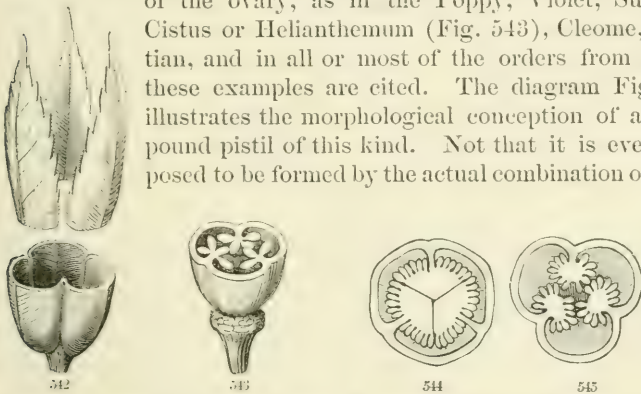 of the ovary, as in the Poppy, Violet,
Cistus or Helianthemum (Fig. 543), Cleome,
tian, and in all or most of the orders from
these examples are cited. The diagram Fig
illustrates the morphological conception of a
pound pistil of this kind. Not that it is eve
posed to be formed by the actual combination o
542
543
544
545